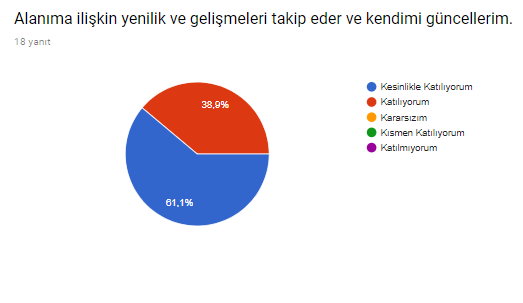 Alanıma ilişkin yenilik ve gelişmeleri takip eder ve kendimi güncellerim.
18 yanıt
38,9%
61,1%
Kesinlikle Katılıyorum
Katılıyorum
Kararsızım
Kısmen Katılıyorum
Katılmıyorum